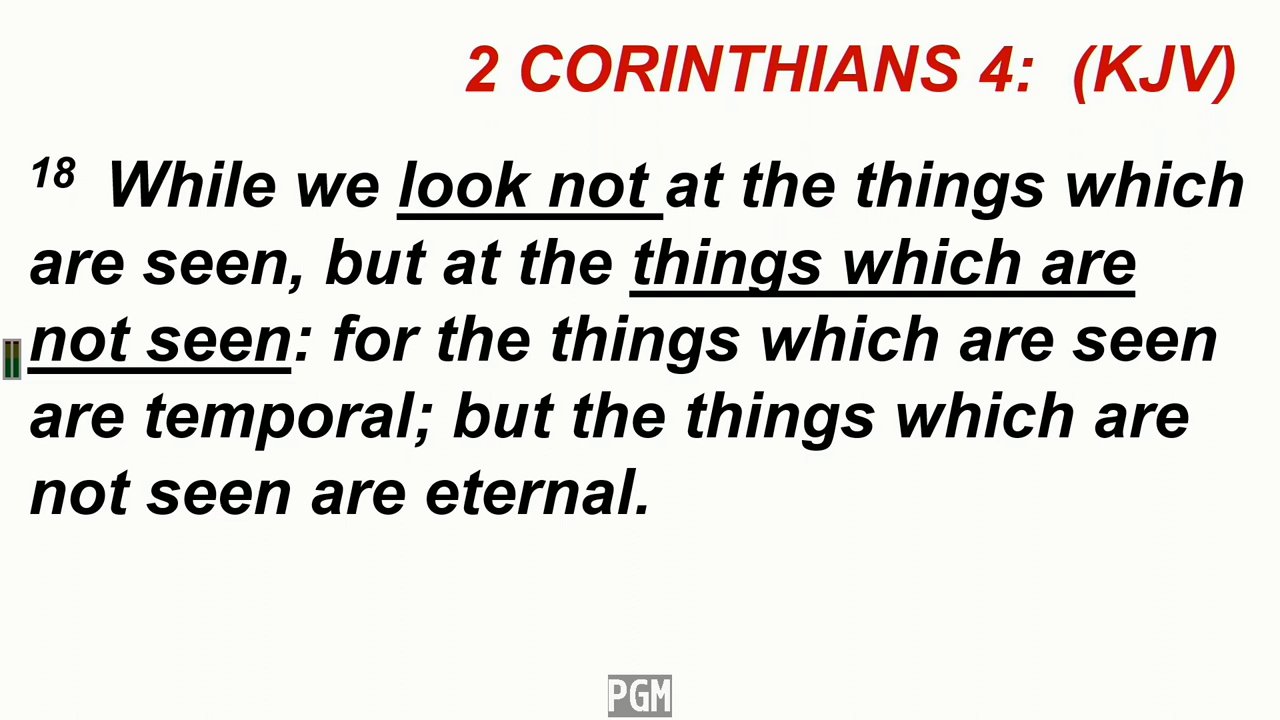 2 CORINTHIANS 4: (KJV)
18 While we look not at the things which
are seen, but at the things which are
not seen: for the things which are seen
are temporal; but the things which are
not seen are eternal.
PGM